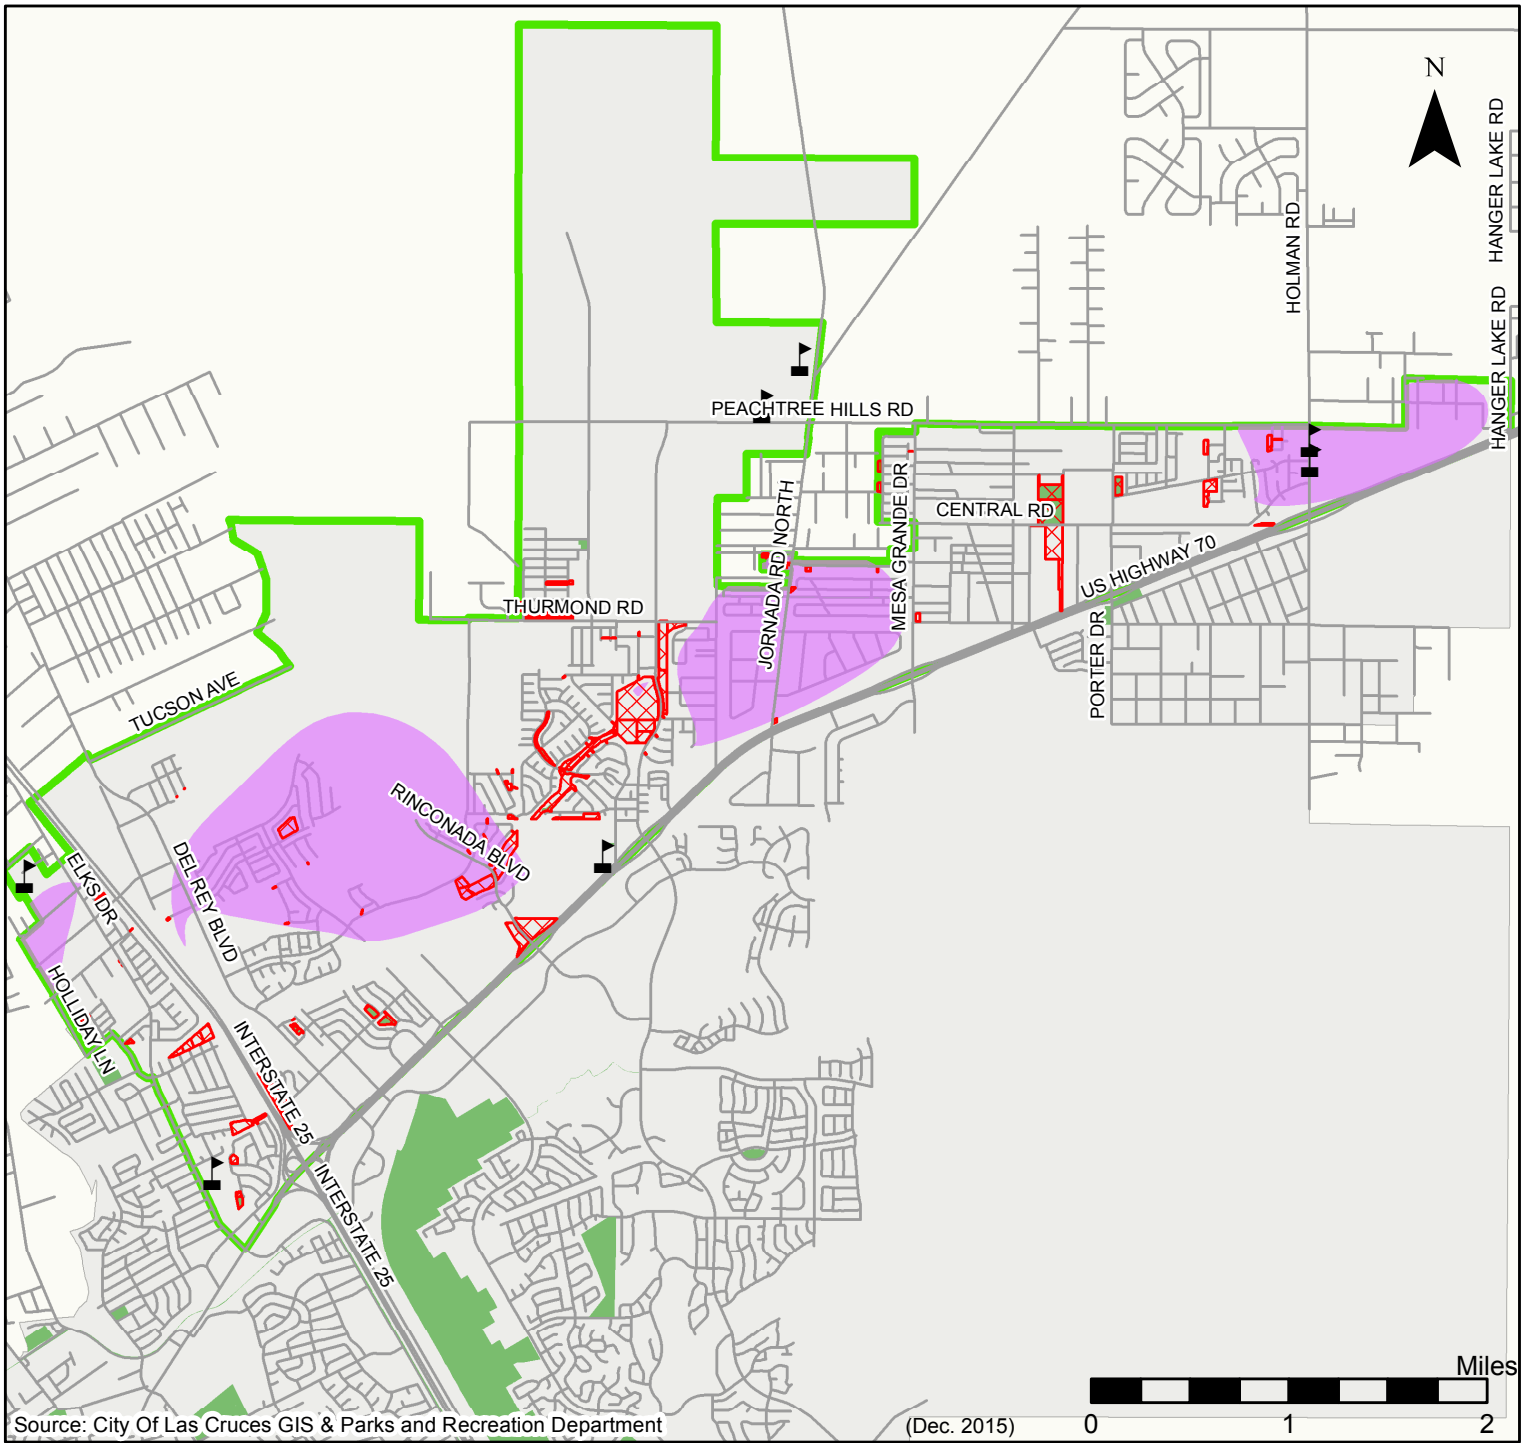 N
HANGER LAKE RD
HOLMAN RD
HANGER LAKE RD
PEACHTREE HILLS RD
MESA GRANDE DR
JORNADA RD NORTH
CENTRAL RD
US HIGHWAY 70
THURMOND RD
PORTER DR
TUCSON AVE
RINCONADA BLVD
DEL REY BLVD
ELKS DR
HOLLIDAY LN
INTERSTATE 25
INTERSTATE 25
Miles
0 1 2
Source: City Of Las Cruces GIS & Parks and Recreation Department
(Dec. 2015)